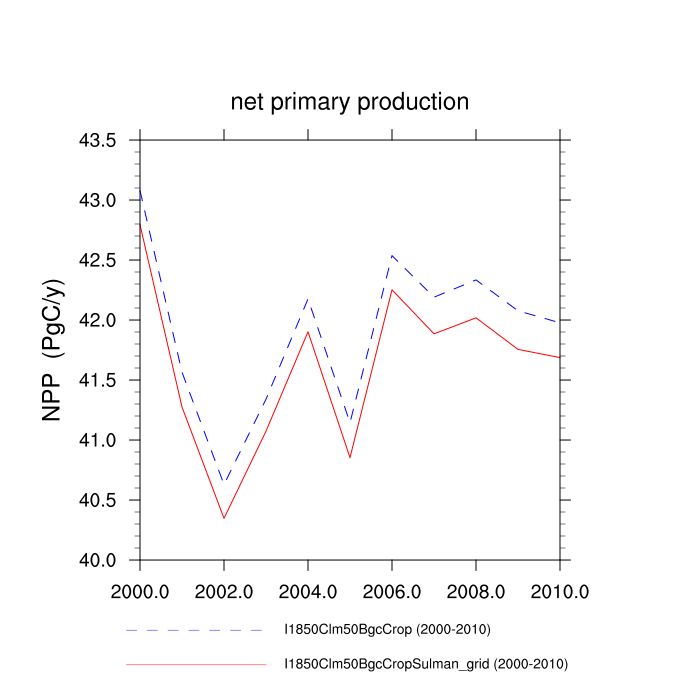 net primary production
NPP (PgC/y)
43.5
43.0
42.5
42.0
41.5
41.0
40.5
40.0
2000.0 2002.0 2004.0 2006.0 2008.0 2010.0
I1850Clm50BgcCrop (2000-2010)
I1850Clm50BgcCropSulman_grid (2000-2010)